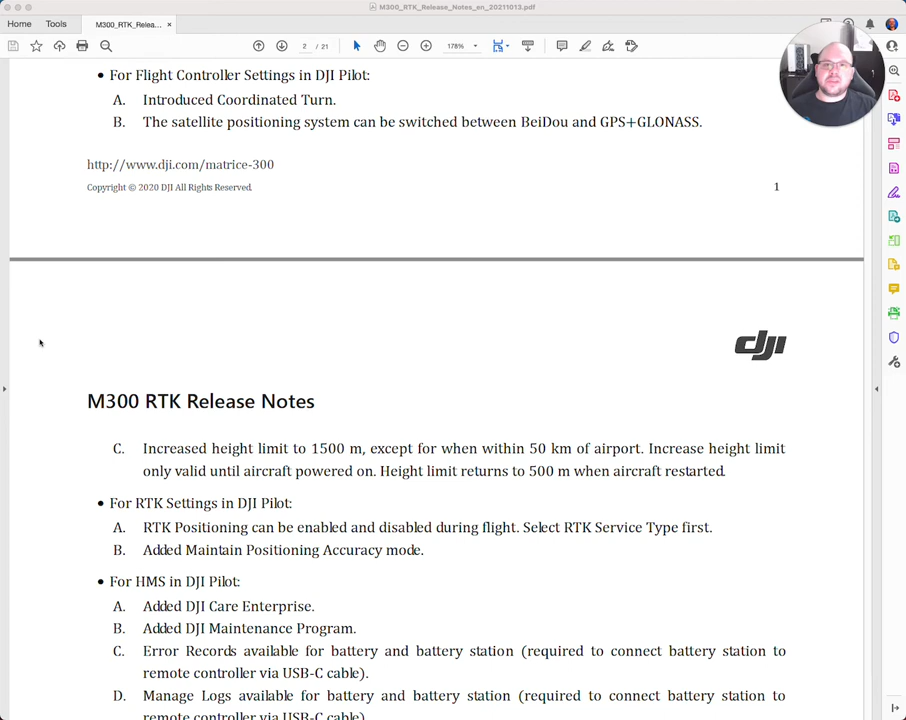 M300_RTK_Release_Notes_en_20211013.pdf
Home
Tools
M300_RTK_Relea...
×
2 / 21
178%
• For Flight Controller Settings in DJI Pilot:
A. Introduced Coordinated Turn.
B. The satellite positioning system can be switched between BeiDou and GPS+GLONASS.
http://www.dji.com/matrice-300
Copyright © 2020 DJI All Rights Reserved.
1
dji
M300 RTK Release Notes
C. Increased height limit to 1500 m, except for when within 50 km of airport. Increase height limit
only valid until aircraft powered on. Height limit returns to 500 m when aircraft restarted.
• For RTK Settings in DJI Pilot:
A. RTK Positioning can be enabled and disabled during flight. Select RTK Service Type first.
B. Added Maintain Positioning Accuracy mode.
• For HMS in DJI Pilot:
A. Added DJI Care Enterprise.
B. Added DJI Maintenance Program.
C. Error Records available for battery and battery station (required to connect battery station to
remote controller via USB-C cable).
D. Manage Logs available for battery and battery station (required to connect battery station to
remote controller via USB-C cable)